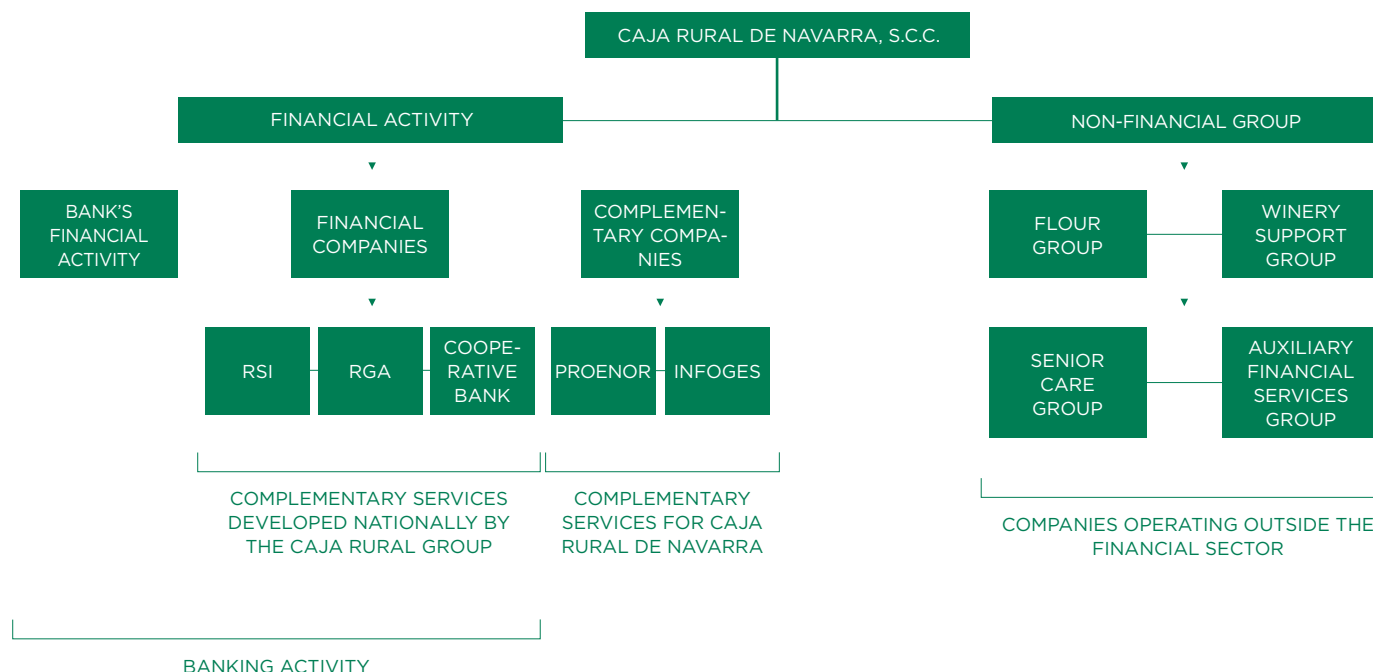 CAJA RURAL DE NAVARRA, S.C.C.
FINANCIAL ACTIVITY
NON-FINANCIAL GROUP
BANK'S
FINANCIAL
ACTIVITY
FINANCIAL
COMPANIES
COMPLEMEN-
TARY COMPA-
NIES
FLOUR
GROUP
WINERY
SUPPORT
GROUP
RSI
RGA
COOPE-
RATIVE
BANK
PROENOR
INFOGES
SENIOR
CARE
GROUP
AUXILIARY
FINANCIAL
SERVICES
GROUP
COMPLEMENTARY SERVICES
DEVELOPED NATIONALLY BY
THE CAJA RURAL GROUP
COMPLEMENTARY
SERVICES FOR CAJA
RURAL DE NAVARRA
COMPANIES OPERATING OUTSIDE THE
FINANCIAL SECTOR
BANKING ACTIVITY